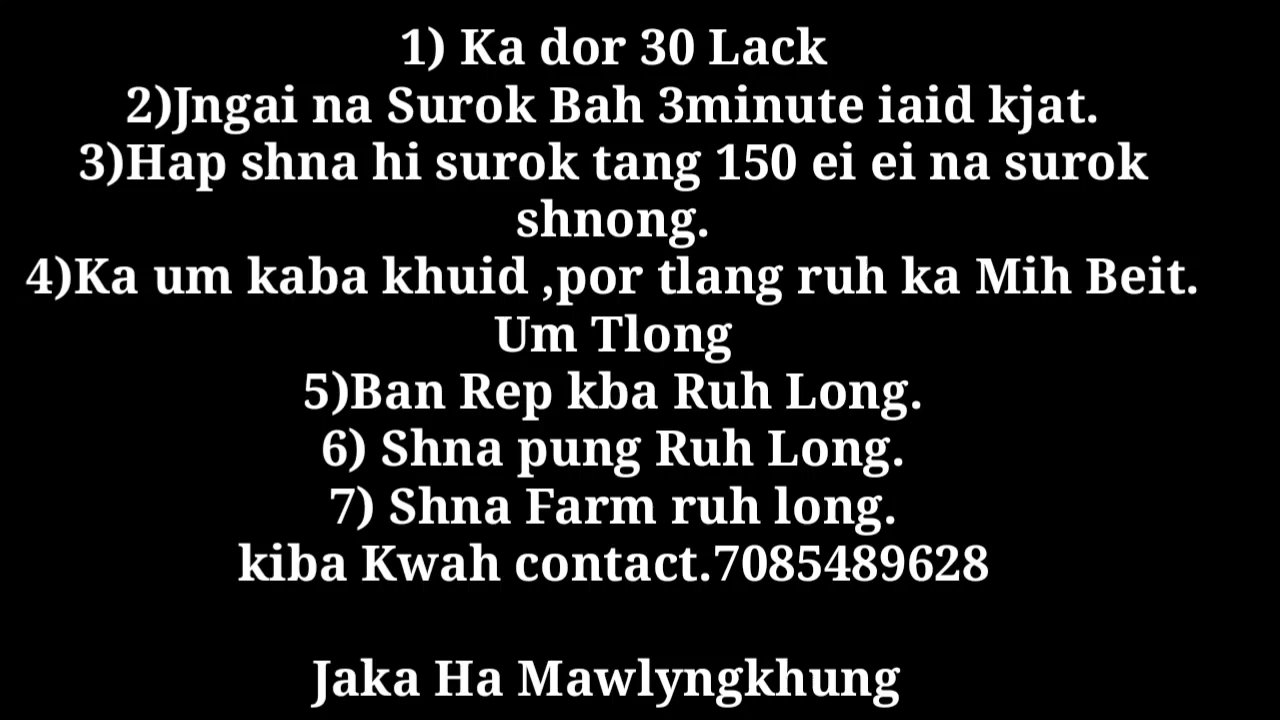 1) Ka dor 30 Lack
2)Jngai na Surok Bah 3minute iaid kjat.
3)Hap shna hi surok tang 150 ei ei na surok
shnong.
4)Ka um kaba khuid ,por tlang ruh ka Mih Beit.
Um Tlong
5)Ban Rep kba Ruh Long.
6) Shna pung Ruh Long.
7) Shna Farm ruh long.
kiba Kwah contact.7085489628
Jaka Ha Mawlyngkhung